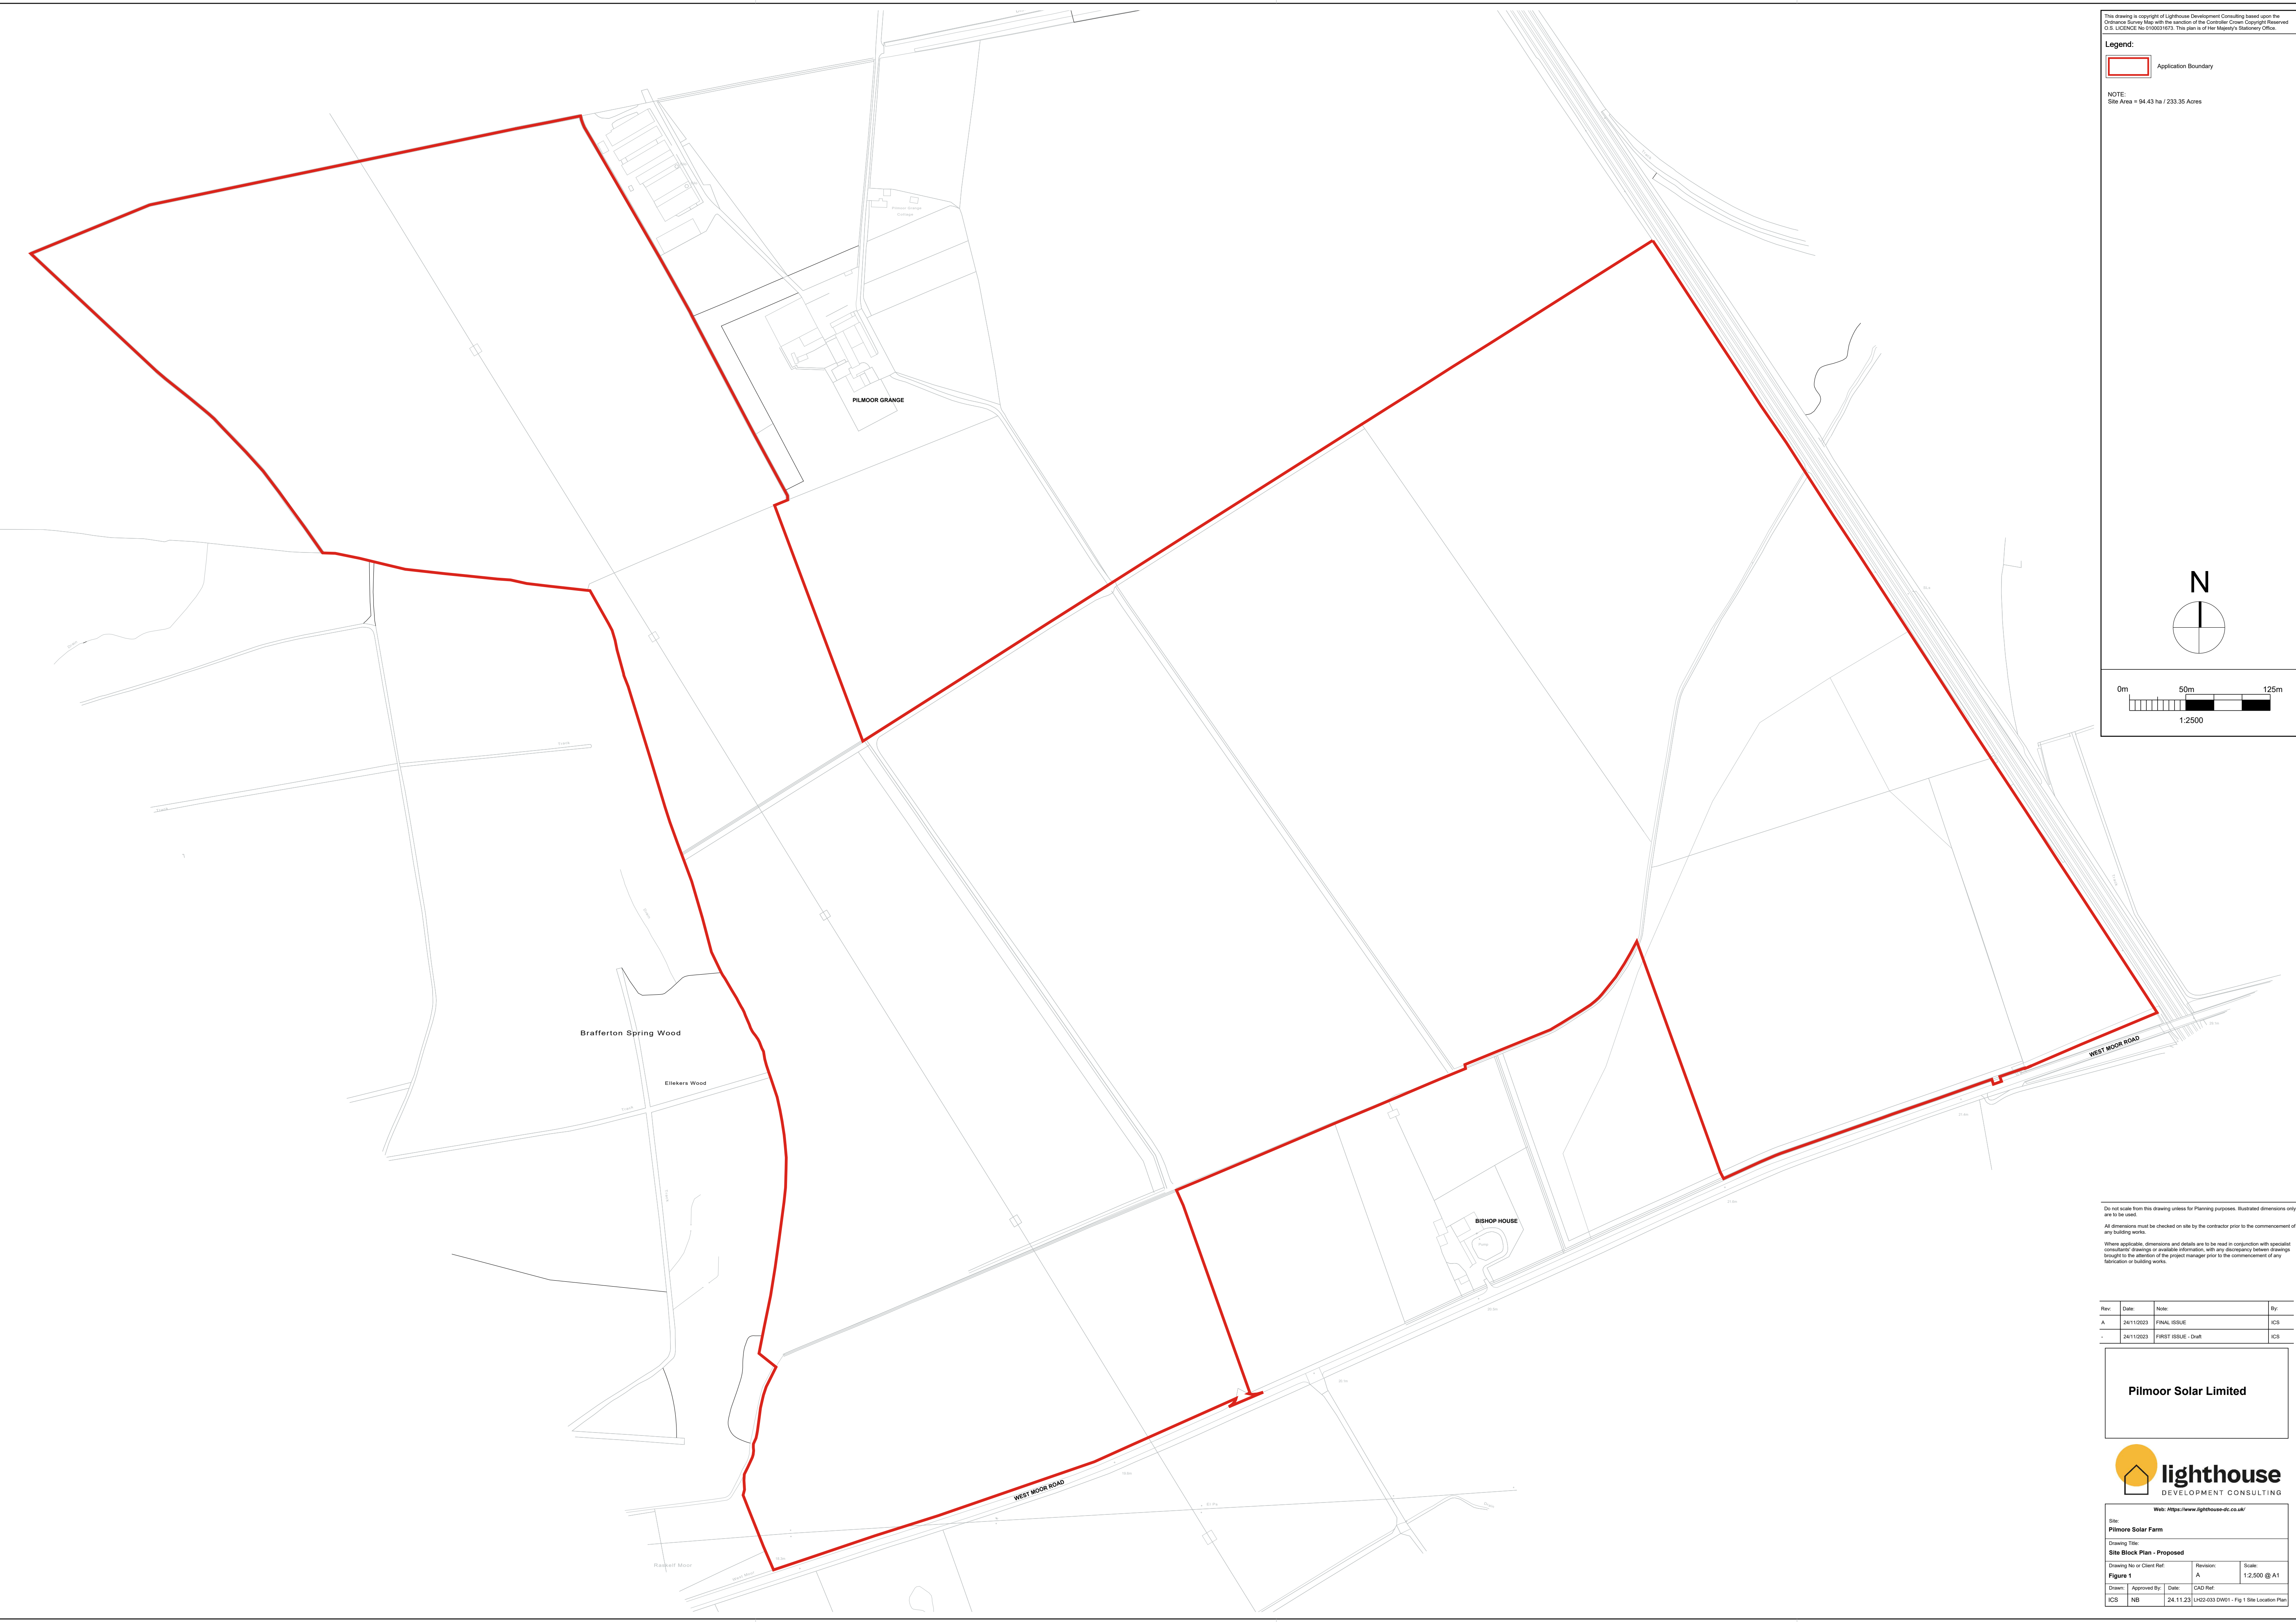 This drawing is copyright of Lighthouse Development Consulting based upon the
Ordnance Survey Map with the sanction of the Controller Crown Copyright Reserved
O.S. LICENCE No 0100031673. This plan is of Her Majesty's Stationery Office.
Legend:
Application Boundary
NOTE:
Site Area = 94.43 ha / 233.35 Acres
N
0m 50m 125m
1:2500
PILMOOR GRANGE
Pilmoor Grange
Cottages
Brafferton Spring Wood
Ellekers Wood
BISHOP HOUSE
WEST MOOR ROAD
WEST MOOR ROAD
Raskelf Moor
Do not scale from this drawing unless for Planning purposes. Illustrated dimensions only
are to be used.
All dimensions must be checked on site by the contractor prior to the commencement of
any building works.
Where applicable, dimensions and details are to be read in conjunction with specialist
consultants' drawings or available information, with any discrepancy betwen drawings
brought to the attention of the project manager prior to the commencement of any
fabrication or building works.
Rev: Date: Note: By:
A 24/11/2023 FINAL ISSUE ICS
- 24/11/2023 FIRST ISSUE - Draft ICS
Pilmoor Solar Limited
lighthouse
DEVELOPMENT CONSULTING
Web: Https://www.lighthouse-dc.co.uk/
Site:
Pilmore Solar Farm
Drawing Title:
Site Block Plan - Proposed
Drawing No or Client Ref: Revision: Scale:
Figure 1 A 1:2,500 @ A1
Drawn: Approved By: Date: CAD Ref:
ICS NB 24.11.23 LH22-033 DW01 - Fig 1 Site Location Plan